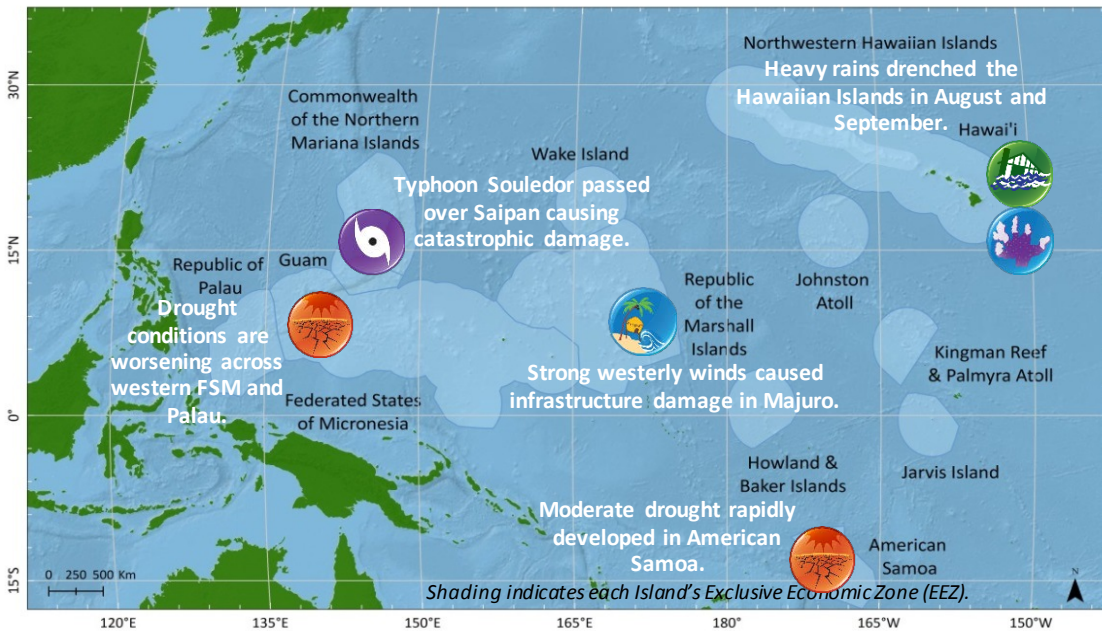 Northwestern Hawaiian Islands
Heavy rains drenched the
Hawaiian Islands in August and
September.
Hawai'i
30°N
Commonwealth
of the Northern
Mariana Islands
Wake Island
Typhoon Souledor passed
over Saipan causing
catastrophic damage.
15°N
Republic of
Palau
Guam
Drought
conditions are
worsening across
western FSM and
Palau.
Republic
of the
Marshall
Islands
Johnston
Atoll
Kingman Reef
& Palmyra Atoll
Strong westerly winds caused
infrastructure damage in Majuro.
Federated States
of Micronesia
0°
Howland &
Baker Islands
Jarvis Island
Moderate drought rapidly
developed in American
Samoa.
American
Samoa
15°S
0 250 500 Km
N
Shading indicates each Island's Exclusive Economic Zone (EEZ).
120°E 135°E 150°E 165°E 180° 165°W 150°W